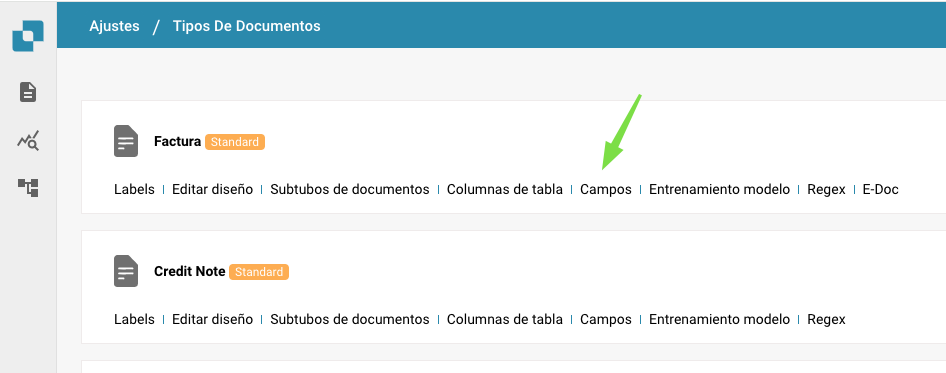 Ajustes / Tipos De Documentos
Factura Standard
Labels | Editar diseño | Subtubos de documentos | Columnas de tabla | Campos | Entrenamiento modelo | Regex | E-Doc
Credit Note Standard
Labels | Editar diseño | Subtubos de documentos | Columnas de tabla | Campos | Entrenamiento modelo | Regex